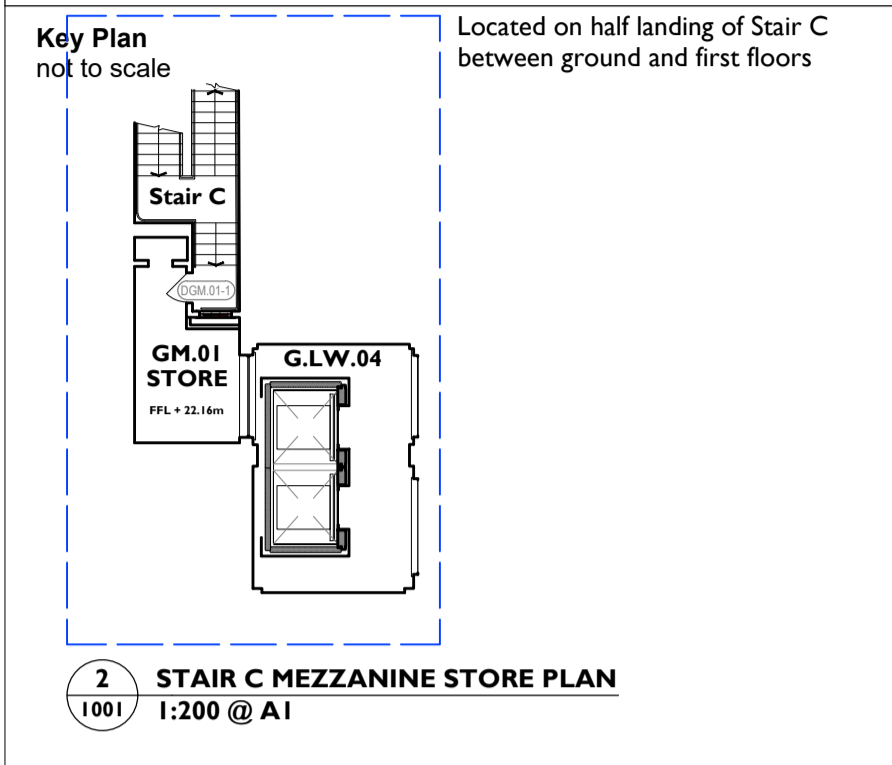 Key Plan
not to scale
Located on half landing of Stair C
between ground and first floors
Stair C
DGM.01-1
GM.01
STORE
FFL + 22.16m
G.LW.04
2
1001
STAIR C MEZZANINE STORE PLAN
1:200 @ A1